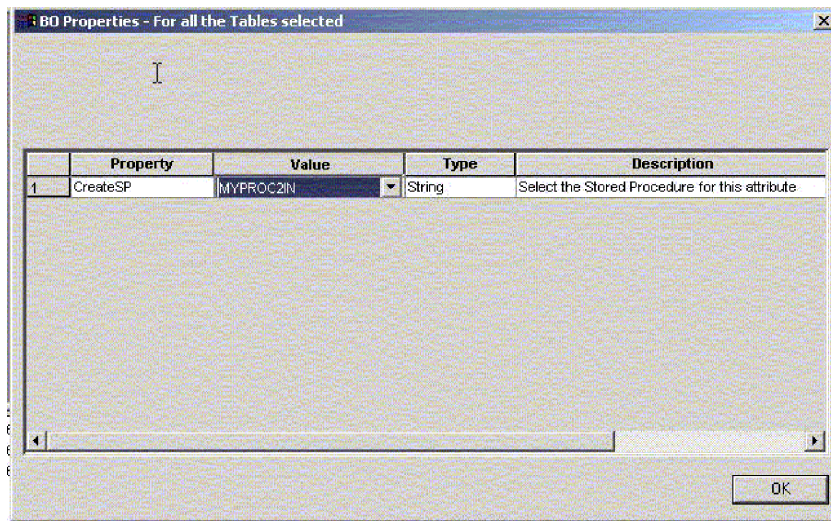 BO Properties - For all the Tables selected
Property Value Type Description
1 CreateSP MYPROC2IN String Select the Stored Procedure for this attribute
OK